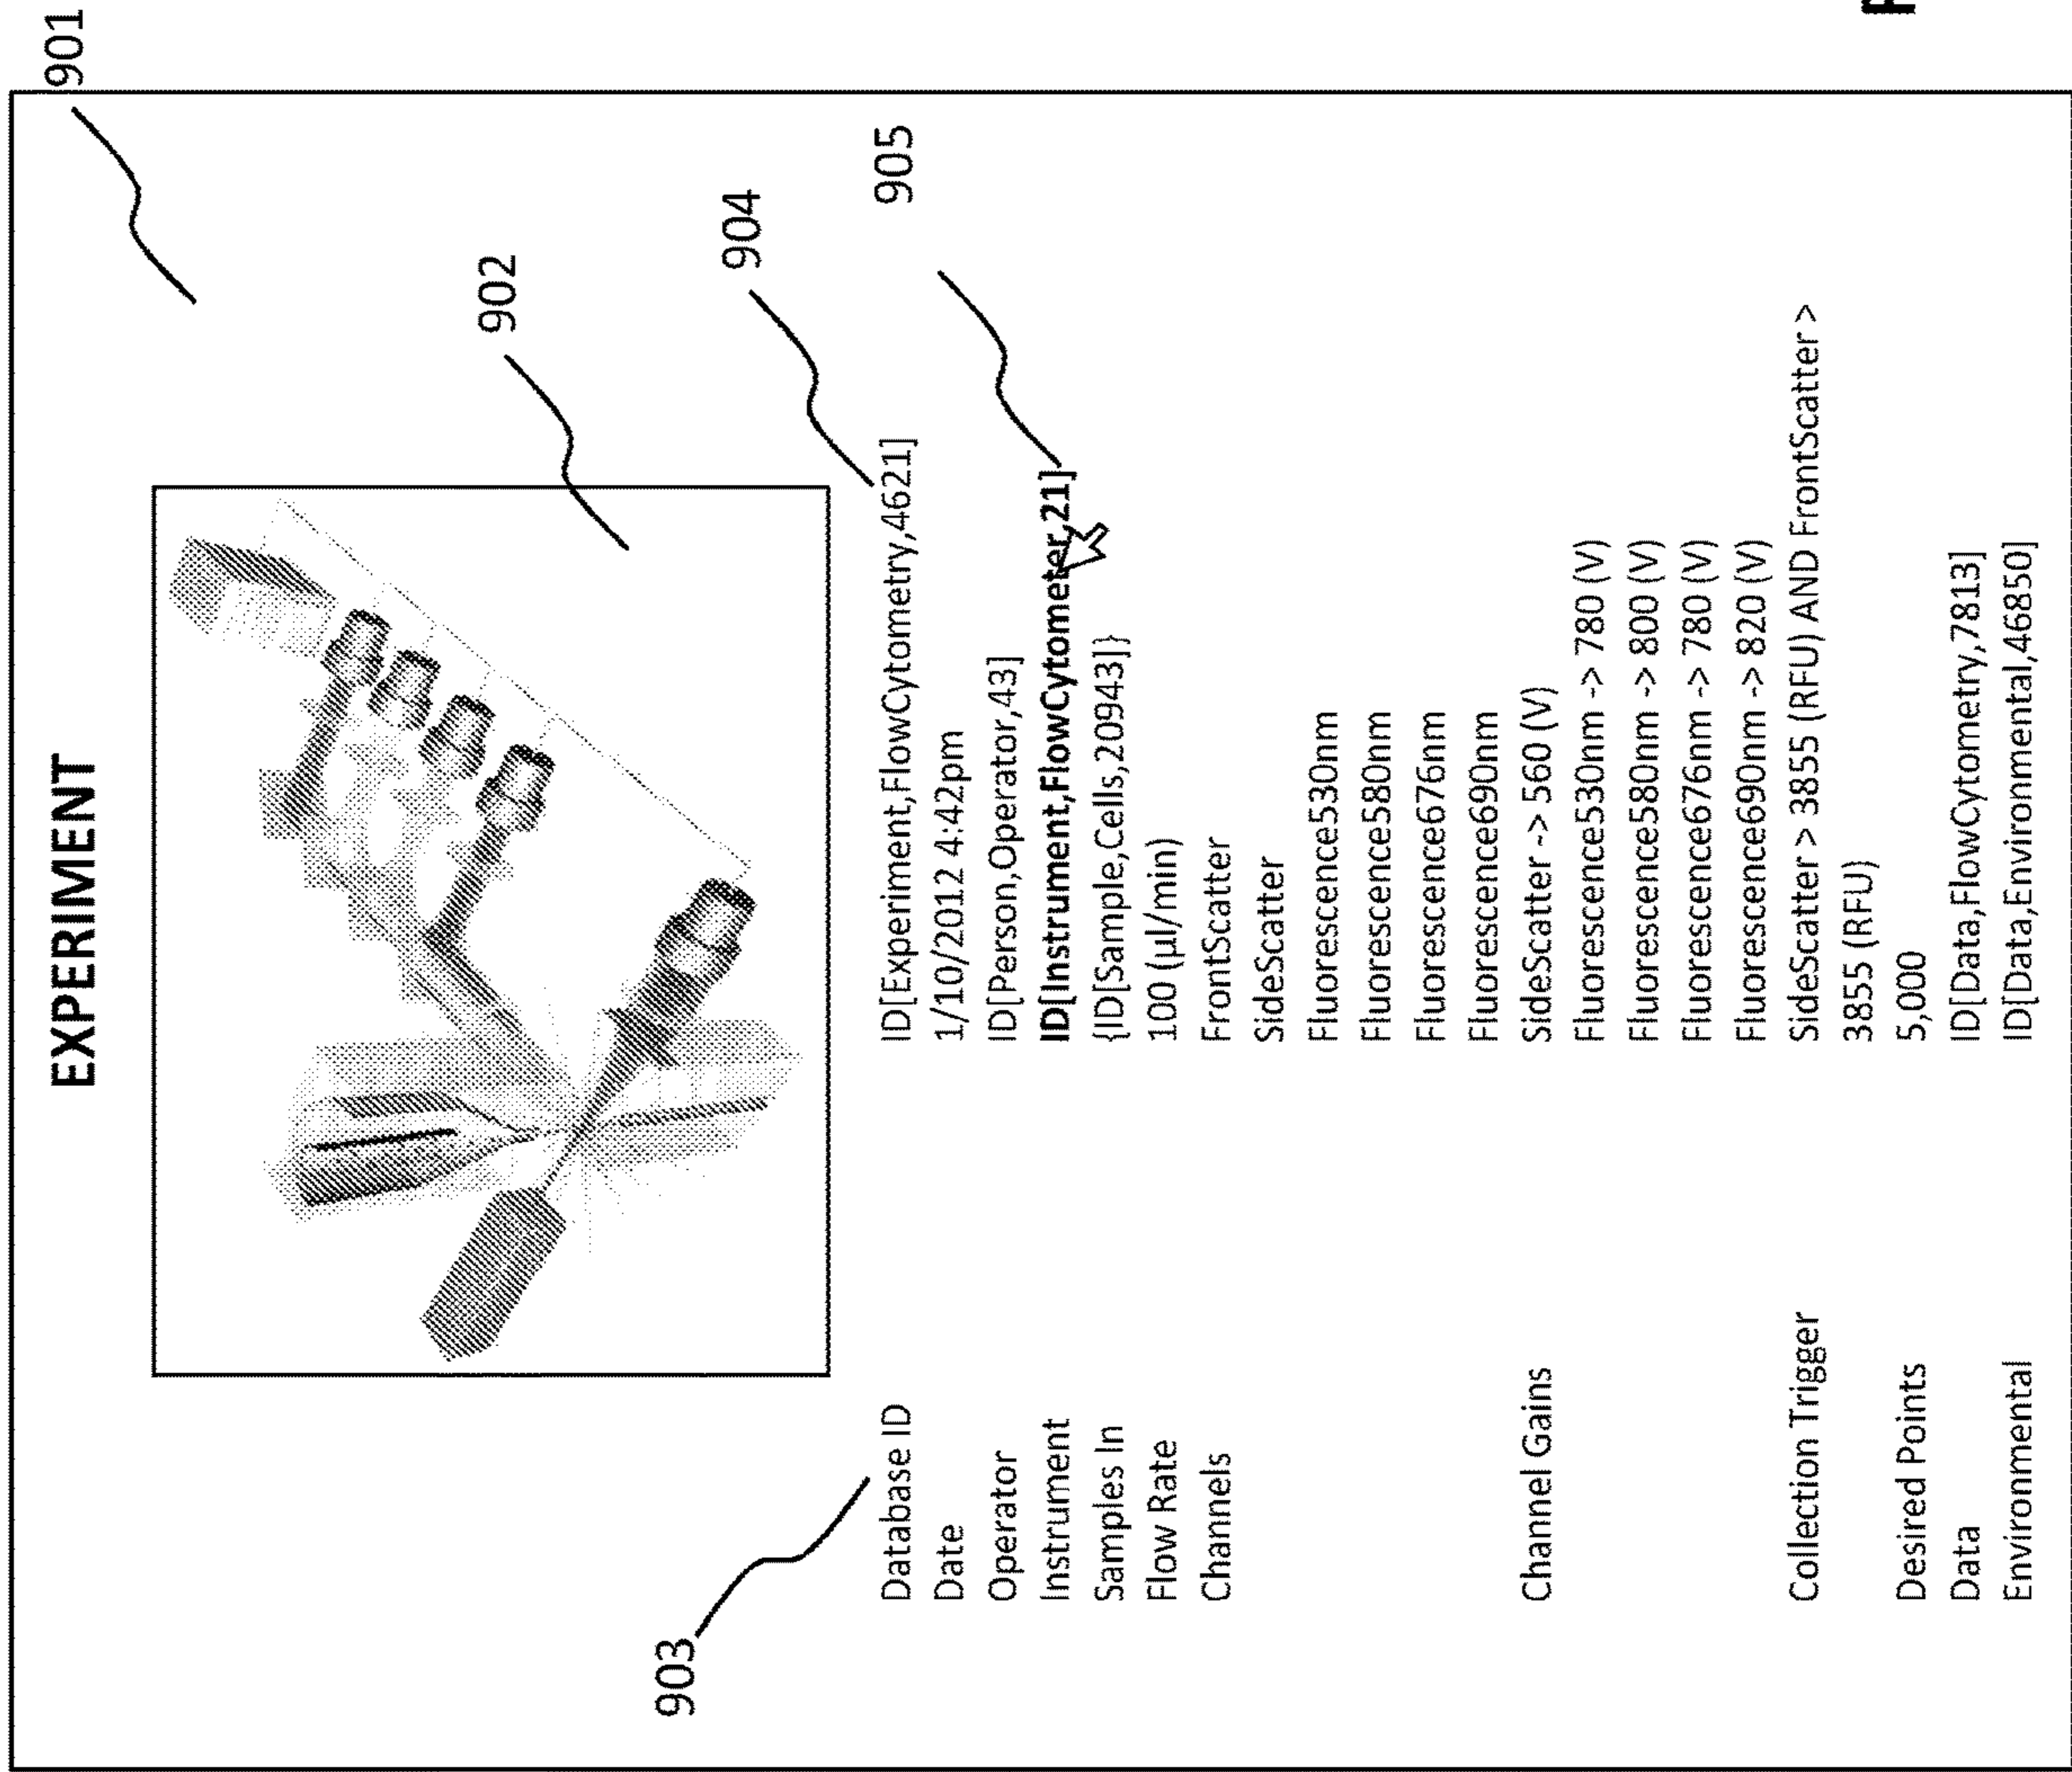 901
EXPERIMENT
902
903
904
905
Database ID ID[Experiment,FlowCytometry,4621]
Date 1/10/2012 4:42pm
Operator ID[Person,Operator,43]
Instrument ID[Instrument,FlowCytometer,21]
Samples In {ID[Sample,Cells,20943]}
Flow Rate 100 (µl/min)
Channels FrontScatter
SideScatter
Fluorescence530nm
Fluorescence580nm
Fluorescence676nm
Fluorescence690nm
Channel Gains SideScatter -> 560 (V)
Fluorescence530nm -> 780 (V)
Fluorescence580nm -> 800 (V)
Fluorescence676nm -> 780 (V)
Fluorescence690nm -> 820 (V)
Collection Trigger SideScatter > 3855 (RFU) AND FrontScatter >
3855 (RFU)
Desired Points 5,000
Data ID[Data,FlowCytometry,7813]
Environmental ID[Data,Environmental,46850]